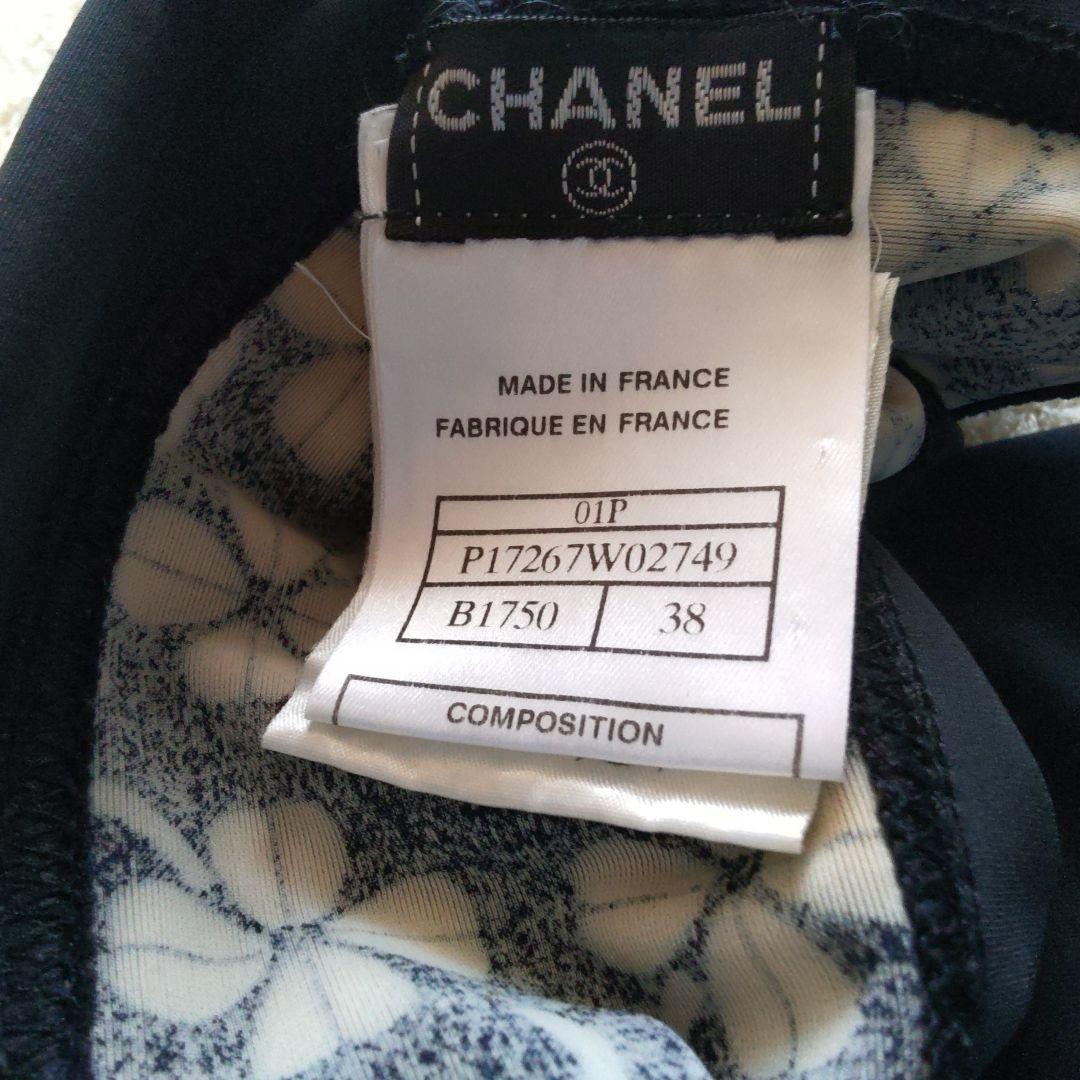 CHANEL
MADE IN FRANCE
FABRIQUE EN FRANCE
01P
P17267W02749
B1750 38
COMPOSITION